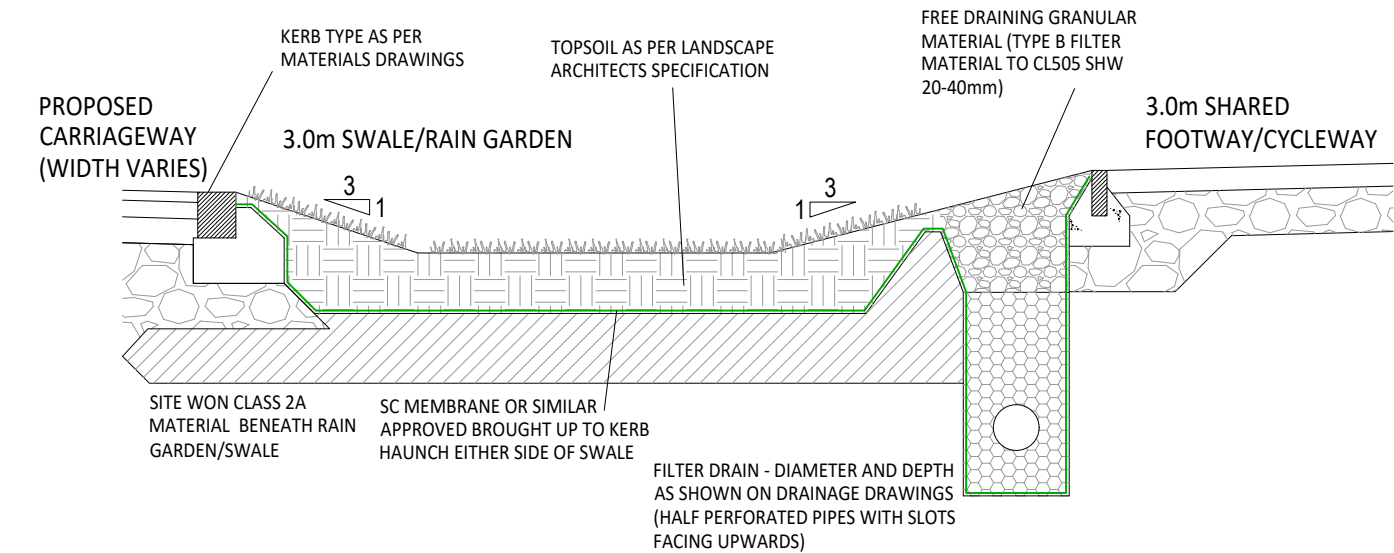 KERB TYPE AS PER
MATERIALS DRAWINGS
TOPSOIL AS PER LANDSCAPE
ARCHITECTS SPECIFICATION
FREE DRAINING GRANULAR
MATERIAL (TYPE B FILTER
MATERIAL TO CL505 SHW
20-40mm)
PROPOSED
CARRIAGEWAY
(WIDTH VARIES)
3.0m SWALE/RAIN GARDEN
3.0m SHARED
FOOTWAY/CYCLEWAY
3
1
3
1
SITE WON CLASS 2A
MATERIAL BENEATH RAIN
GARDEN/SWALE
SC MEMBRANE OR SIMILAR
APPROVED BROUGHT UP TO KERB
HAUNCH EITHER SIDE OF SWALE
FILTER DRAIN - DIAMETER AND DEPTH
AS SHOWN ON DRAINAGE DRAWINGS
(HALF PERFORATED PIPES WITH SLOTS
FACING UPWARDS)